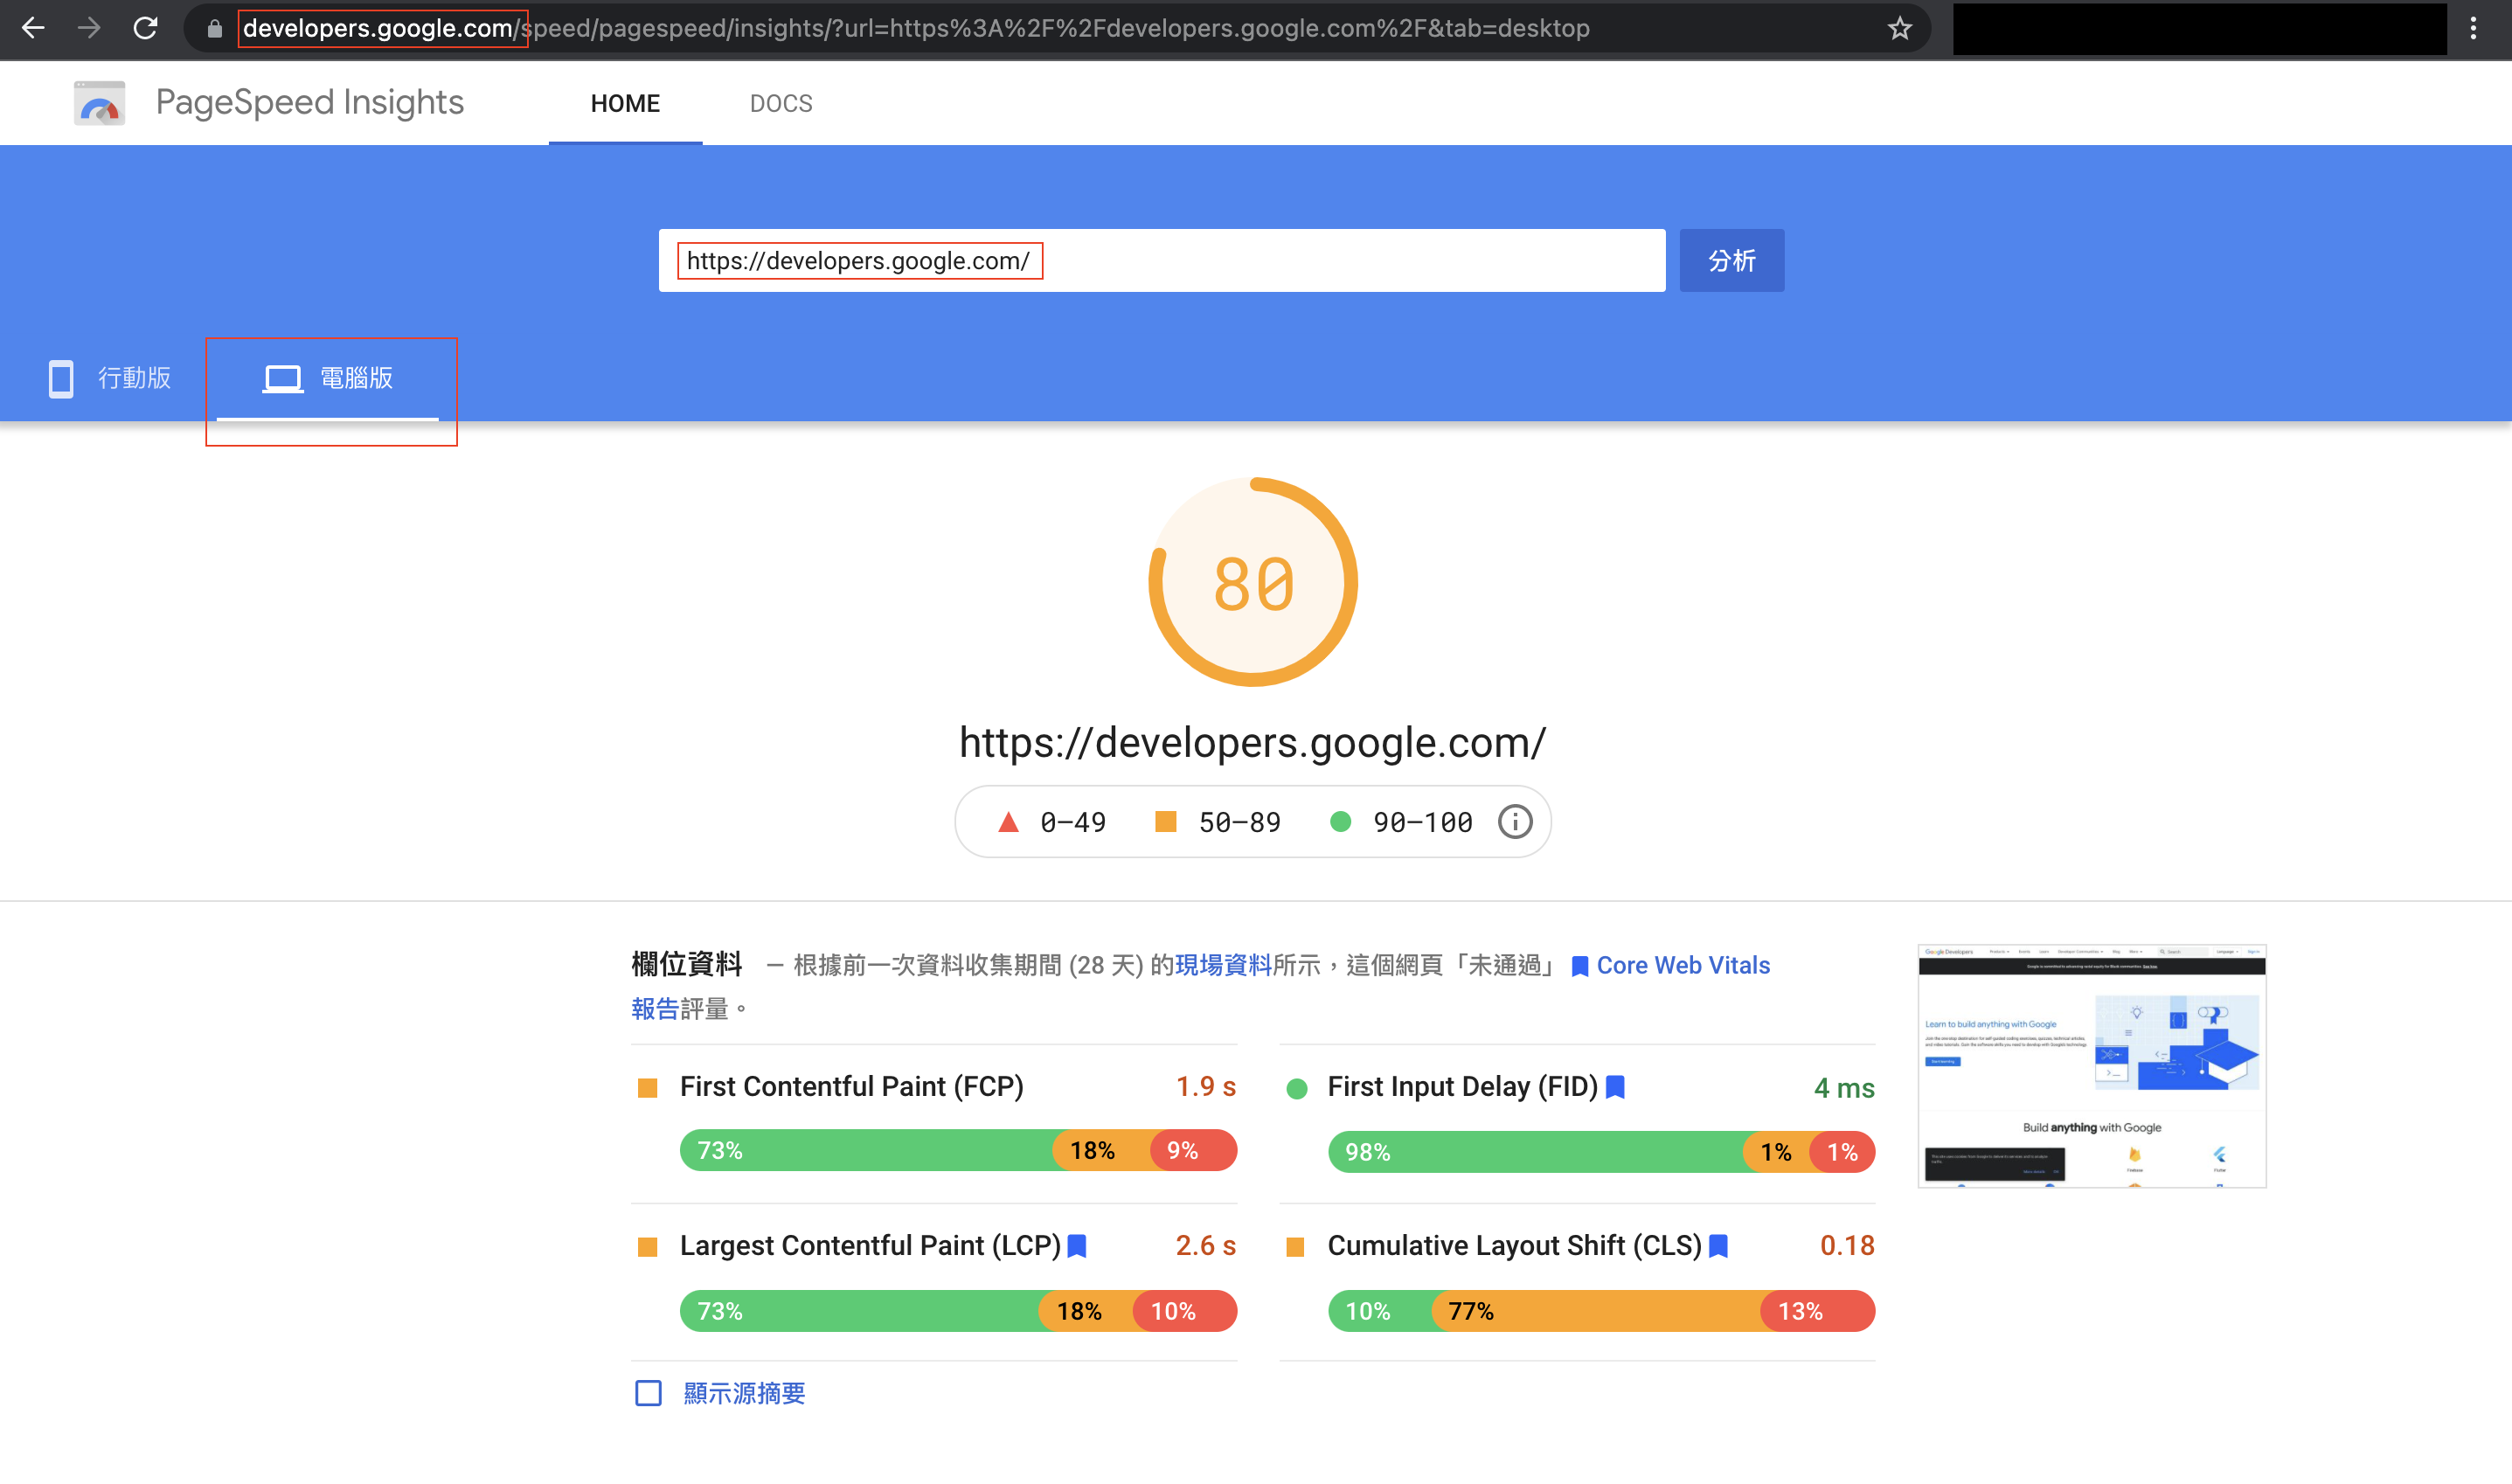 developers.google.com/speed/pagespeed/insights/?url=https%3A%2F%2Fdevelopers.google.com%2F&tab=desktop
PageSpeed Insights HOME DOCS
https://developers.google.com/ 分析
行動版 電腦版
80
https://developers.google.com/
0–49 50–89 90–100
欄位資料 — 根據前一次資料收集期間 (28 天) 的現場資料所示，這個網頁「未通過」 Core Web Vitals
報告評量。
First Contentful Paint (FCP) 1.9 s
73% 18% 9%
First Input Delay (FID) 4 ms
98% 1% 1%
Largest Contentful Paint (LCP) 2.6 s
73% 18% 10%
Cumulative Layout Shift (CLS) 0.18
10% 77% 13%
顯示源摘要
Google Developers
Learn to build anything with Google
Build anything with Google